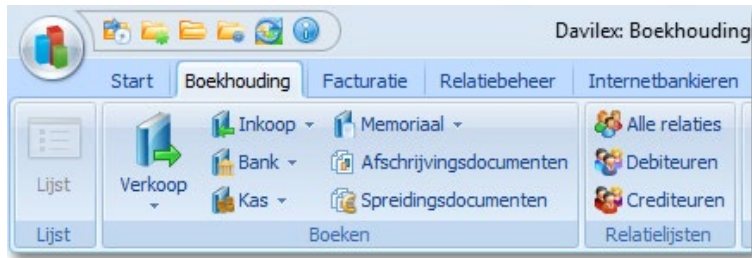 Davilex: Boekhouding
Start Boekhouding Facturatie Relatiebeheer Internetbankieren
Lijst
Verkoop
Inkoop
Bank
Kas
Memoriaal
Afschrijvingsdocumenten
Spreidingsdocumenten
Alle relaties
Debiteuren
Crediteuren
Lijst Boeken Relatielijsten